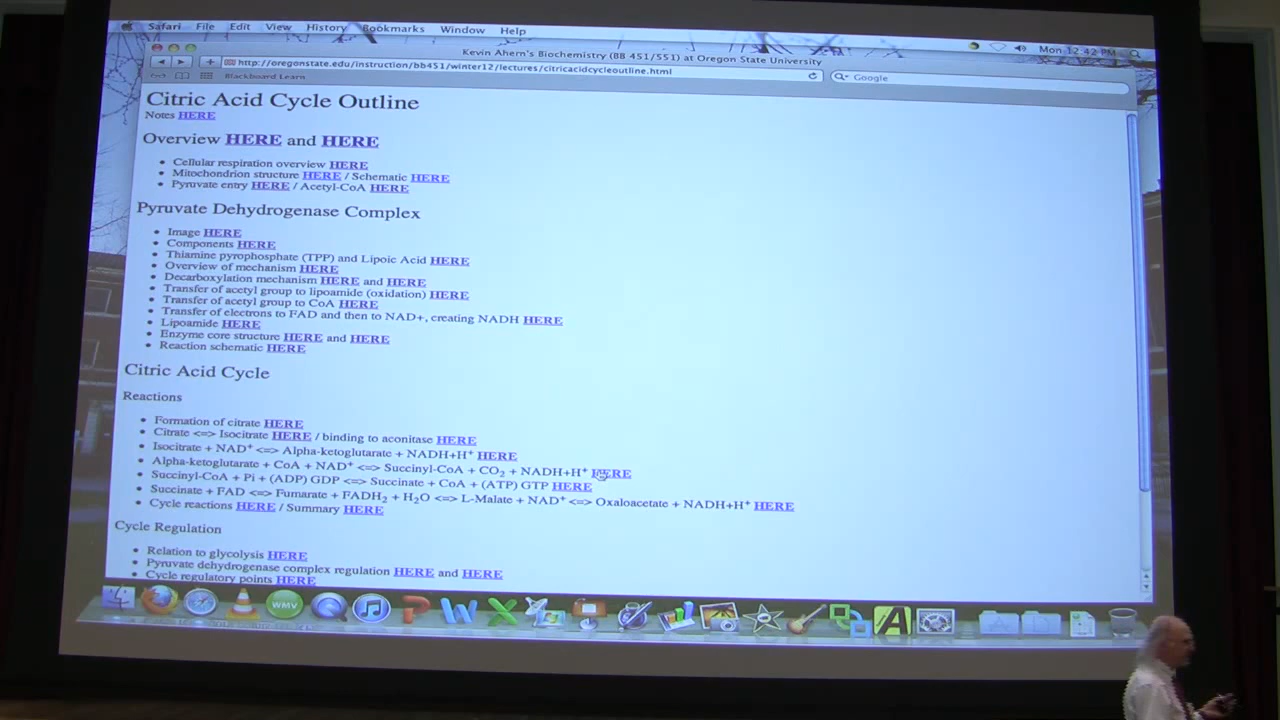 Safari File Edit View History Bookmarks Window Help Mon 12:42 PM
Kevin Ahern's Biochemistry (BB 451/551) at Oregon State University
http://oregonstate.edu/instruction/bb451/winter12/lectures/citricacidcycleoutline.html Google
Blackboard Learn
Citric Acid Cycle Outline
Notes HERE
Overview HERE and HERE
• Cellular respiration overview HERE
• Mitochondrion structure HERE / Schematic HERE
• Pyruvate entry HERE / Acetyl-CoA HERE
Pyruvate Dehydrogenase Complex
• Image HERE
• Components HERE
• Thiamine pyrophosphate (TPP) and Lipoic Acid HERE
• Overview of mechanism HERE
• Decarboxylation mechanism HERE and HERE
• Transfer of acetyl group to lipoamide (oxidation) HERE
• Transfer of acetyl group to CoA HERE
• Transfer of electrons to FAD and then to NAD+, creating NADH HERE
• Lipoamide HERE
• Enzyme core structure HERE and HERE
• Reaction schematic HERE
Citric Acid Cycle
Reactions
• Formation of citrate HERE
• Citrate <=> Isocitrate HERE / binding to aconitase HERE
• Isocitrate + NAD⁺ <=> Alpha-ketoglutarate + NADH+H⁺ HERE
• Alpha-ketoglutarate + CoA + NAD⁺ <=> Succinyl-CoA + CO₂ + NADH+H⁺ HERE
• Succinyl-CoA + Pi + (ADP) GDP <=> Succinate + CoA + (ATP) GTP HERE
• Succinate + FAD <=> Fumarate + FADH₂ + H₂O <=> L-Malate + NAD⁺ <=> Oxaloacetate + NADH+H⁺ HERE
• Cycle reactions HERE / Summary HERE
Cycle Regulation
• Relation to glycolysis HERE
• Pyruvate dehydrogenase complex regulation HERE and HERE
• Cycle regulatory points HERE
WMV